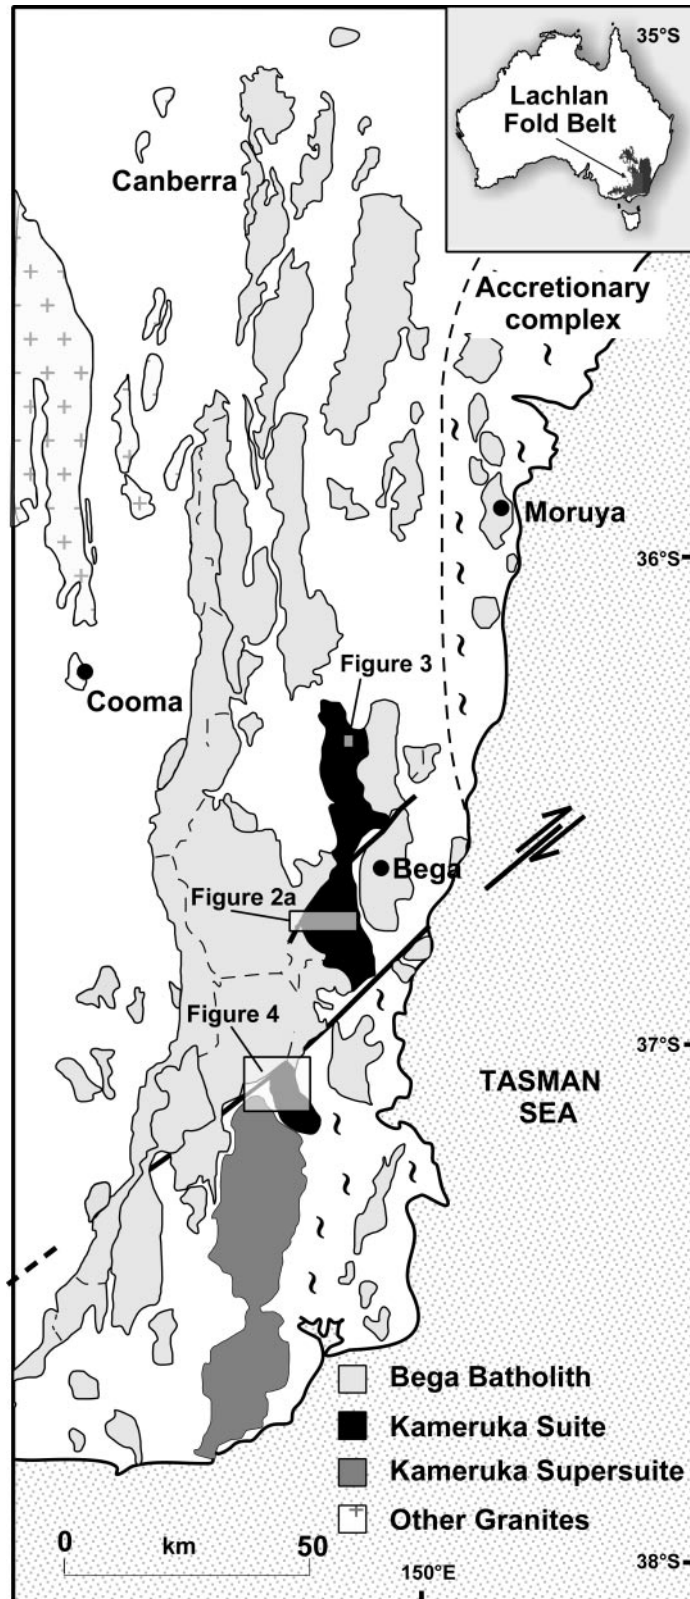 35°S
Lachlan
Fold Belt
Canberra
Accretionary
complex
Moruya
36°S
Figure 3
Cooma
Bega
Figure 2a
Figure 4
37°S
TASMAN
SEA
Bega Batholith
Kameruka Suite
Kameruka Supersuite
Other Granites
0
km
50
150°E
38°S